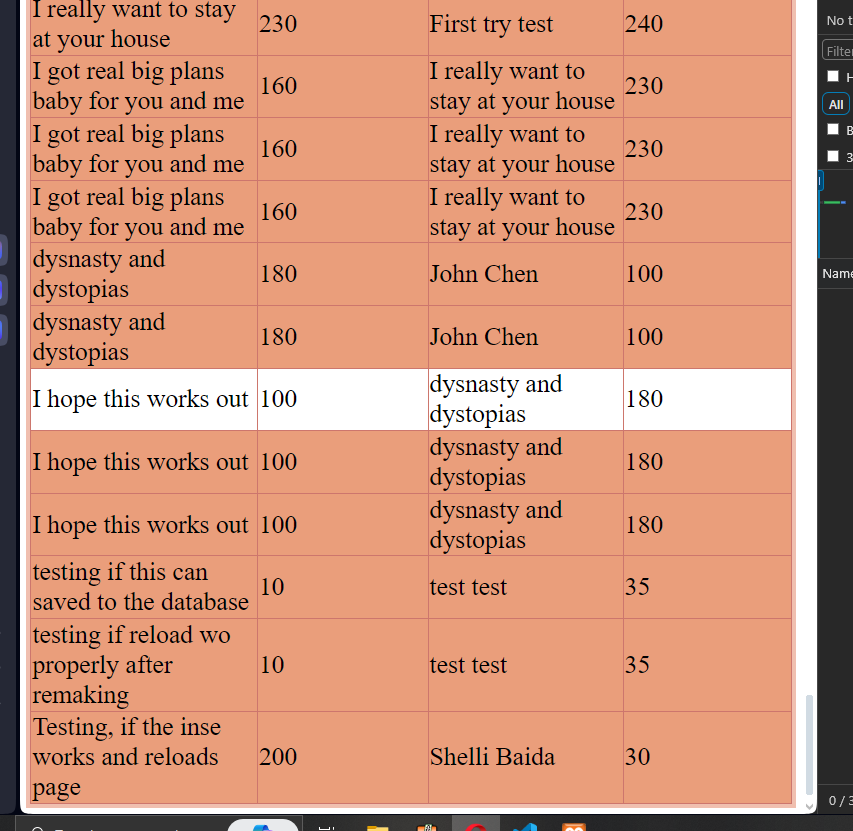 I really want to stay
at your house
230
First try test
240
I got real big plans
baby for you and me
160
I really want to
stay at your house
230
I got real big plans
baby for you and me
160
I really want to
stay at your house
230
I got real big plans
baby for you and me
160
I really want to
stay at your house
230
dysnasty and
dystopias
180
John Chen
100
dysnasty and
dystopias
180
John Chen
100
I hope this works out
100
dysnasty and
dystopias
180
I hope this works out
100
dysnasty and
dystopias
180
I hope this works out
100
dysnasty and
dystopias
180
testing if this can
saved to the database
10
test test
35
testing if reload wo
properly after
remaking
10
test test
35
Testing, if the inse
works and reloads
page
200
Shelli Baida
30
No t
Filter
H
All
B
3
Name
0 / 3